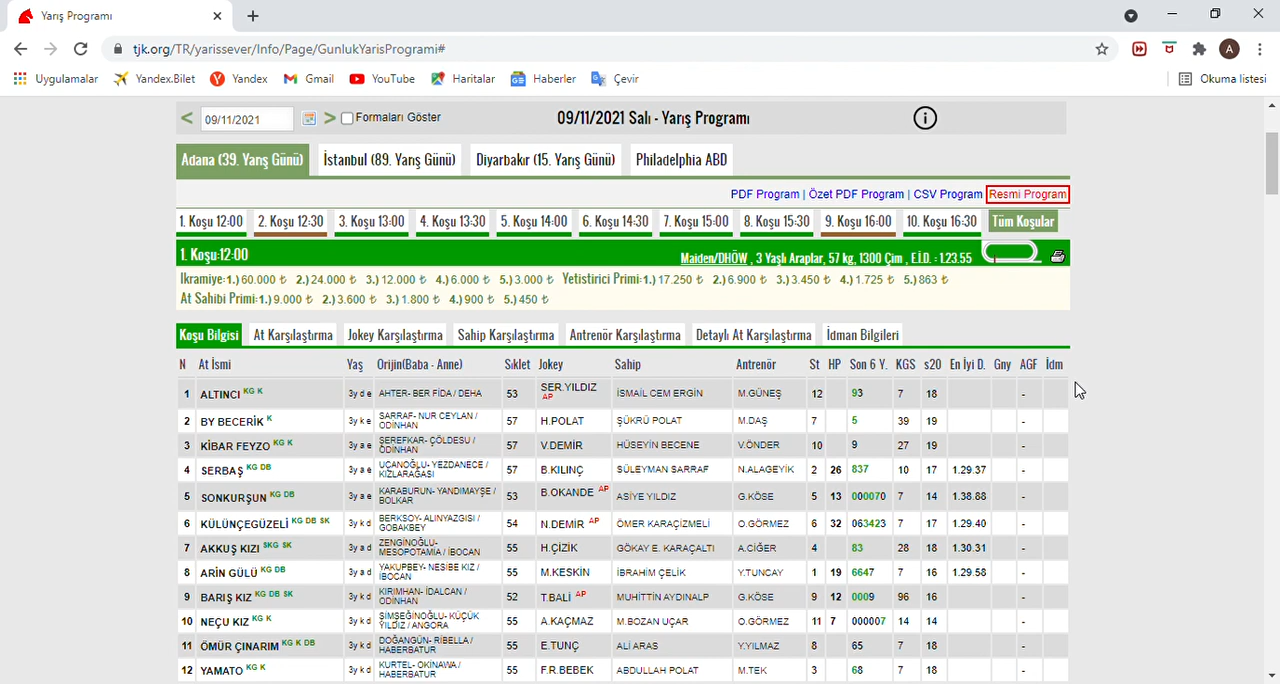 Yarış Programı
tjk.org/TR/yarissever/Info/Page/GunlukYarisProgrami#
A
Uygulamalar Yandex.Bilet Yandex Gmail YouTube Haritalar Haberler Çevir Okuma listesi
< 09/11/2021 > Formaları Göster 09/11/2021 Salı - Yarış Programı
Adana (39. Yarış Günü) İstanbul (89. Yarış Günü) Diyarbakır (15. Yarış Günü) Philadelphia ABD
PDF Program | Özet PDF Program | CSV Program Resmi Program
1. Koşu 12:00 2. Koşu 12:30 3. Koşu 13:00 4. Koşu 13:30 5. Koşu 14:00 6. Koşu 14:30 7. Koşu 15:00 8. Koşu 15:30 9. Koşu 16:00 10. Koşu 16:30 Tüm Koşular
1. Koşu:12:00 Maiden/DHÖW , 3 Yaşlı Araplar, 57 kg, 1300 Çim , E.İ.D. : 1.23.55
İkramiye:1.) 60.000 ₺ 2.) 24.000 ₺ 3.) 12.000 ₺ 4.) 6.000 ₺ 5.) 3.000 ₺ Yetistirici Primi:1.) 17.250 ₺ 2.) 6.900 ₺ 3.) 3.450 ₺ 4.) 1.725 ₺ 5.) 863 ₺
At Sahibi Primi:1.) 9.000 ₺ 2.) 3.600 ₺ 3.) 1.800 ₺ 4.) 900 ₺ 5.) 450 ₺
Koşu Bilgisi At Karşılaştırma Jokey Karşılaştırma Sahip Karşılaştırma Antrenör Karşılaştırma Detaylı At Karşılaştırma İdman Bilgileri
N At İsmi Yaş Orijin(Baba - Anne) Sıklet Jokey Sahip Antrenör St HP Son 6 Y. KGS s20 En İyi D. Gny AGF İdm
1 ALTINCI KG K 3y d e AHTER- BER FİDA / DEHA 53 SER.YILDIZ AP İSMAİL CEM ERGİN M.GÜNEŞ 12 93 7 18 -
2 BY BECERİK K 3y k e SARRAF- NUR CEYLAN / ODİNHAN 57 H.POLAT ŞÜKRÜ POLAT M.DAŞ 7 5 39 19 -
3 KİBAR FEYZO KG K 3y a e ŞEREFKAR- ÇÖLDESU / ODİNHAN 57 V.DEMİR HÜSEYİN BECENE V.ÖNDER 10 9 27 19 -
4 SERBAŞ KG DB 3y a e UÇANOĞLU- YEZDANECE / KIZLARAĞASI 57 B.KILINÇ SÜLEYMAN SARRAF N.ALAGEYİK 2 26 837 10 17 1.29.37 -
5 SONKURŞUN KG DB 3y a e KARABURUN- YANDIMAYŞE / BOLKAR 53 B.OKANDE AP ASİYE YILDIZ G.KÖSE 5 13 000070 7 14 1.38.88 -
6 KÜLÜNÇEGÜZELİ KG DB SK 3y k d BERKSOY- ALINYAZGISI / GOBAKBEY 54 N.DEMİR AP ÖMER KARAÇİZMELİ O.GÖRMEZ 6 32 063423 7 17 1.29.40 -
7 AKKUŞ KIZI SKG SK 3y a d ZENGİNOĞLU- MESOPOTAMİA / İBOCAN 55 H.ÇİZİK GÖKAY E. KARAÇALTI A.CİĞER 4 83 28 18 1.30.31 -
8 ARİN GÜLÜ KG DB 3y a d YAKUPBEY- NESİBE KIZ / İBOCAN 55 M.KESKİN İBRAHİM ÇELİK Y.TUNCAY 1 19 6647 7 16 1.29.58 -
9 BARIŞ KIZ KG DB SK 3y k d KIRIMHAN- İDALCAN / ODİNHAN 52 T.BALİ AP MUHİTTİN AYDINALP G.KÖSE 9 12 0009 96 16 -
10 NEÇU KIZ KG K 3y k d ŞİMŞEĞİNOĞLU- KÜÇÜK YILDIZ / ANGORA 55 A.KAÇMAZ M.BOZAN UÇAR O.GÖRMEZ 11 7 000007 14 14 -
11 ÖMÜR ÇINARIM KG K DB 3y k d DOĞANGÜN- RİBELLA / HABERBATUR 55 E.TUNÇ ALİ ARAS Y.YILMAZ 8 65 7 18 -
12 YAMATO KG K 3y k d KURTEL- OKİNAWA / HABERBATUR 55 F.R.BEBEK ABDULLAH POLAT M.TEK 3 68 7 18 -